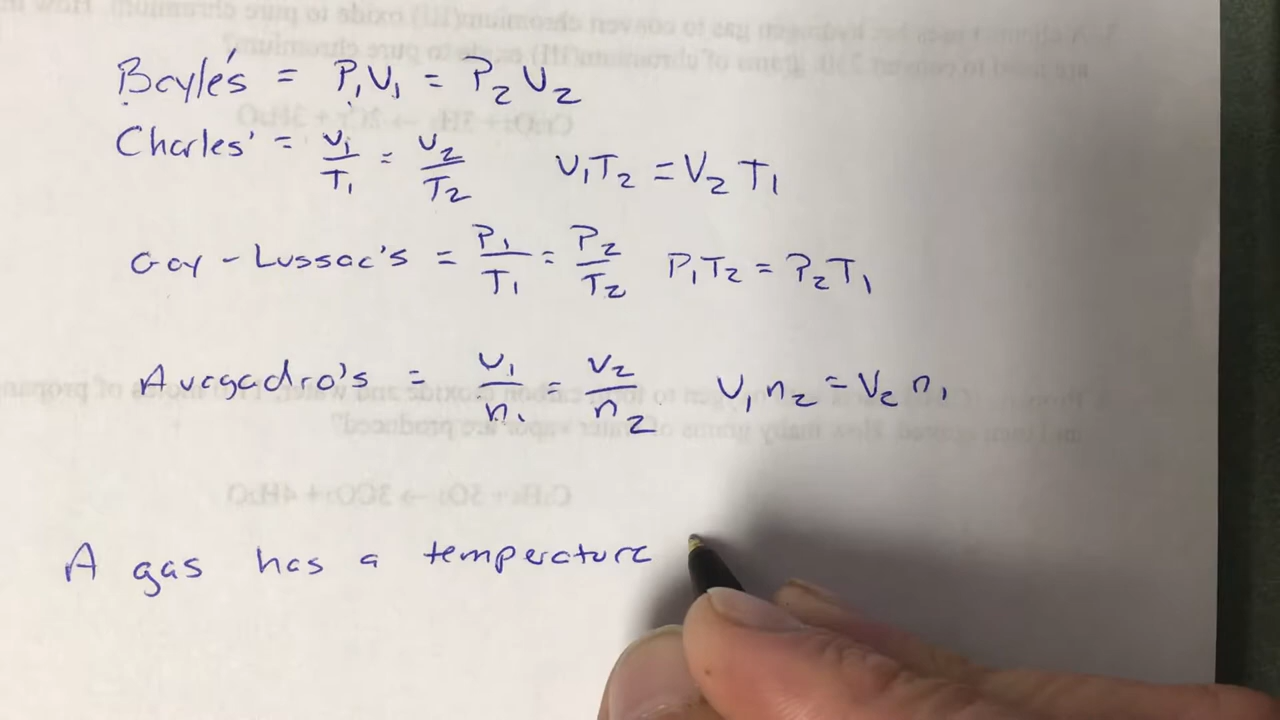 Boyle's = P₁V₁ = P₂V₂
Charles' = V₁/T₁ = V₂/T₂ V₁T₂ = V₂T₁
Gay-Lussac's = P₁/T₁ = P₂/T₂ P₁T₂ = P₂T₁
Avogadro's = V₁/n₁ = V₂/n₂ V₁n₂ = V₂n₁
A gas has a temperature